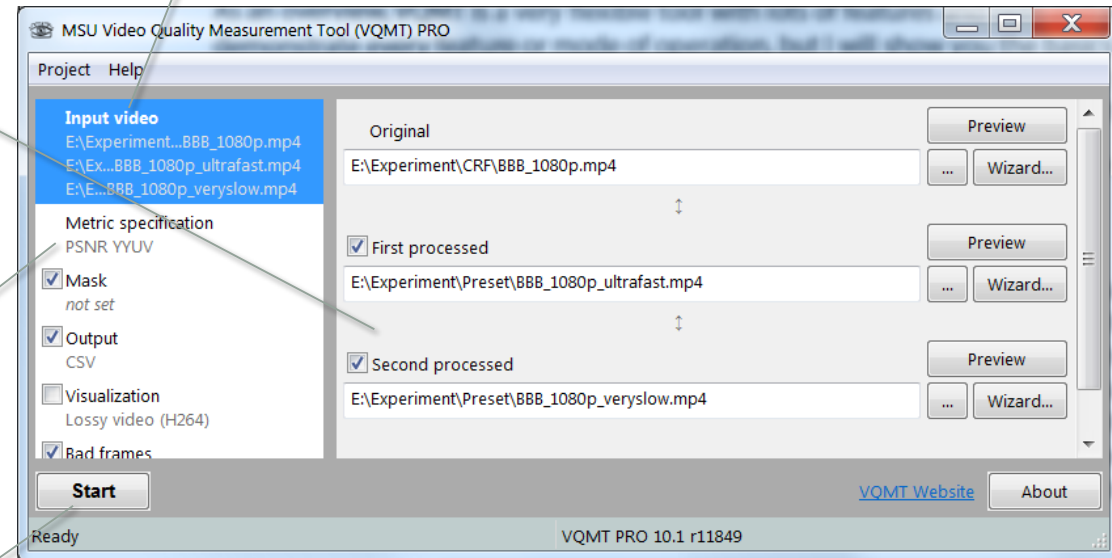 MSU Video Quality Measurement Tool (VQMT) PRO
Project Help
Input video
E:\Experiment...BBB_1080p.mp4
E:\Ex...BBB_1080p_ultrafast.mp4
E:\E...BBB_1080p_veryslow.mp4
Metric specification
PSNR YYUV
Mask
not set
Output
CSV
Visualization
Lossy video (H264)
Bad frames
Original
Preview
E:\Experiment\CRF\BBB_1080p.mp4
... Wizard...
First processed
Preview
E:\Experiment\Preset\BBB_1080p_ultrafast.mp4
... Wizard...
Second processed
Preview
E:\Experiment\Preset\BBB_1080p_veryslow.mp4
... Wizard...
Start
VQMT Website
About
Ready
VQMT PRO 10.1 r11849